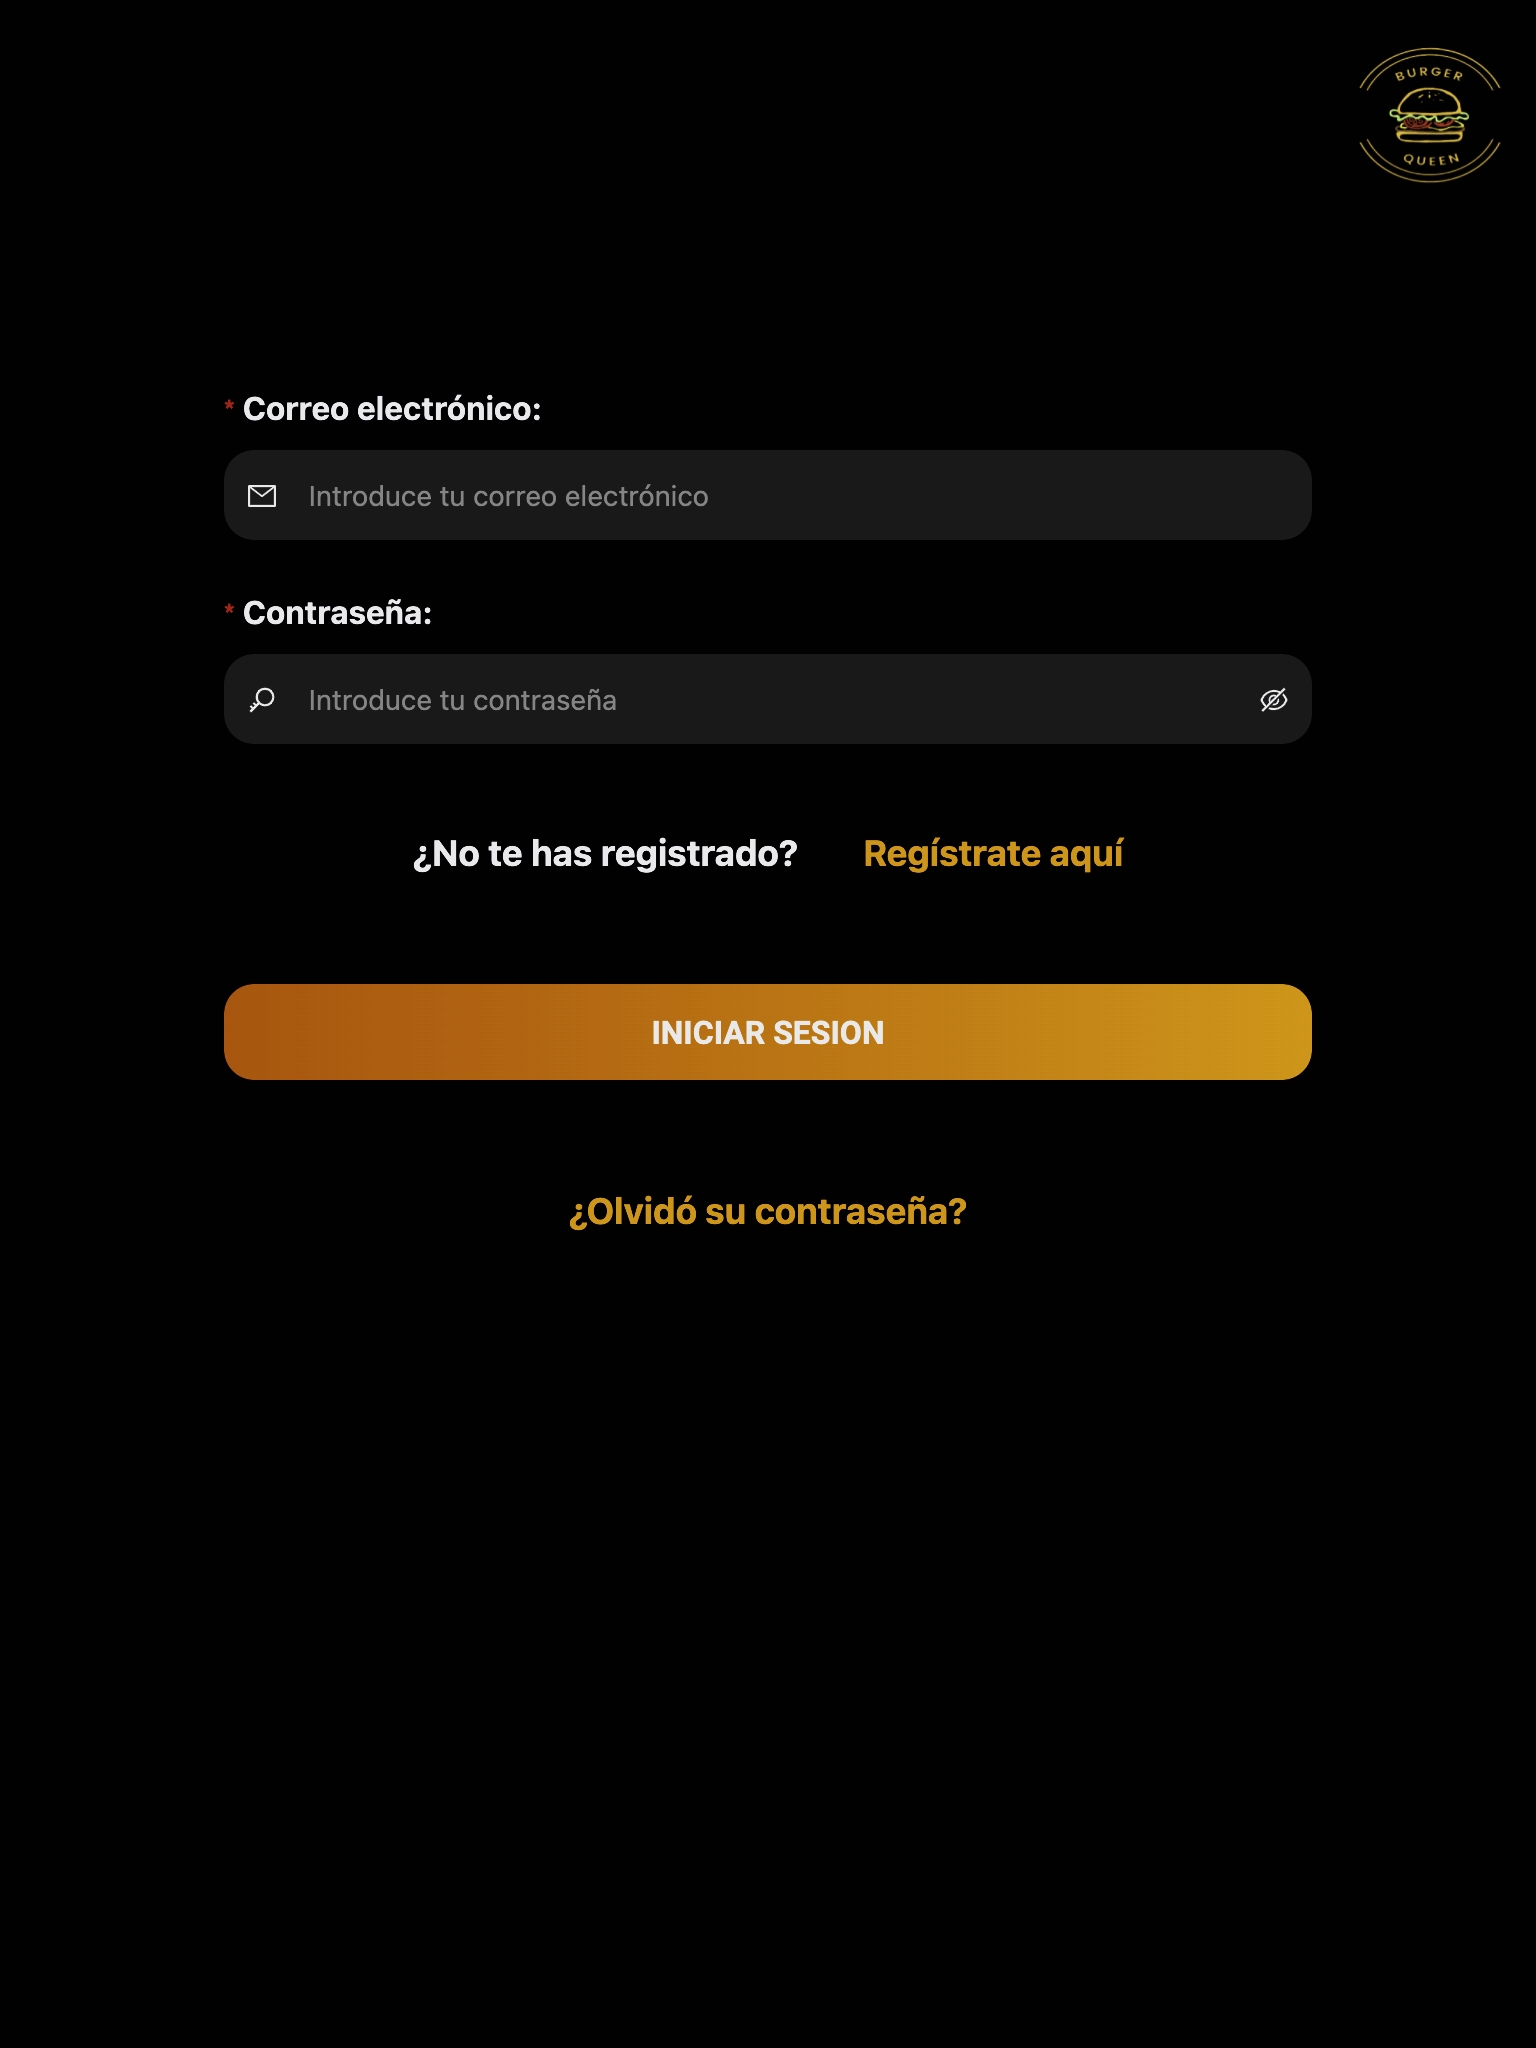 BURGER
QUEEN
* Correo electrónico:
Introduce tu correo electrónico
* Contraseña:
Introduce tu contraseña
¿No te has registrado? Regístrate aquí
INICIAR SESION
¿Olvidó su contraseña?